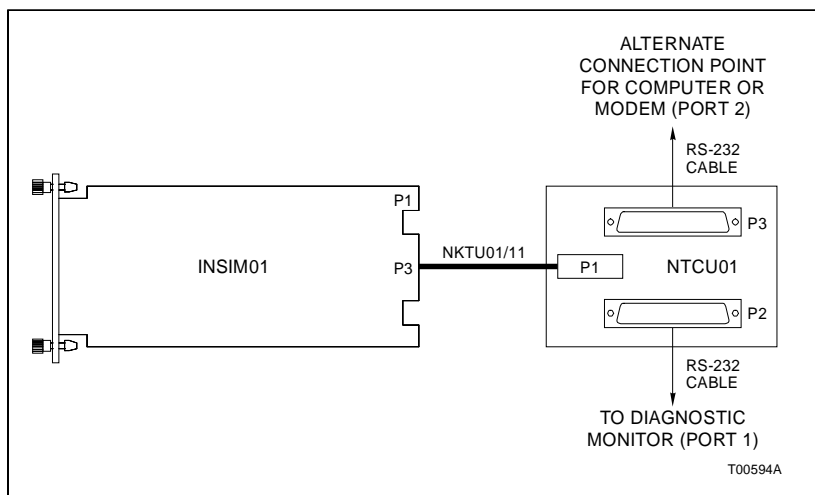 ALTERNATE
CONNECTION POINT
FOR COMPUTER OR
MODEM (PORT 2)
RS-232
CABLE
P1
P3
INSIM01
P3
NKTU01/11
P1
NTCU01
P2
RS-232
CABLE
TO DIAGNOSTIC
MONITOR (PORT 1)
T00594A